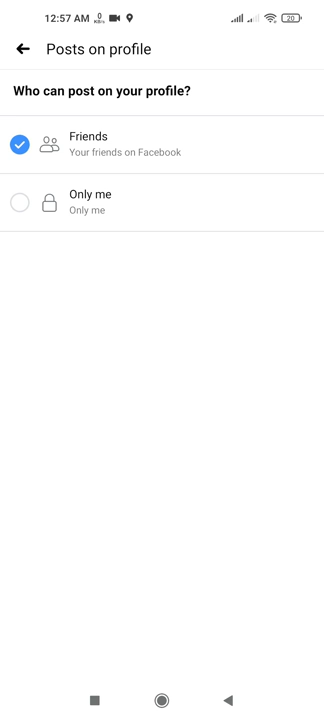 12:57 AM 0 KB/s 20
Posts on profile
Who can post on your profile?
Friends
Your friends on Facebook
Only me
Only me